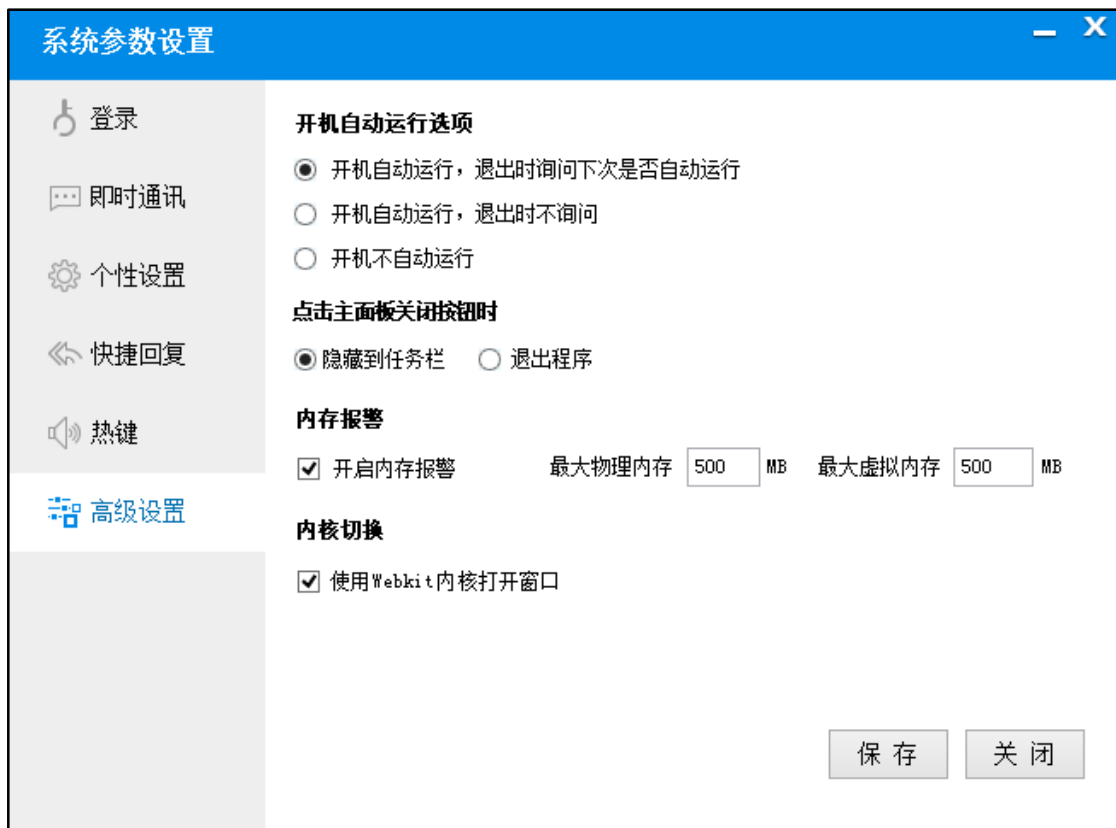 系统参数设置
登录
即时通讯
个性设置
快捷回复
热键
高级设置
开机自动运行选项
开机自动运行，退出时询问下次是否自动运行
开机自动运行，退出时不询问
开机不自动运行
点击主面板关闭按钮时
隐藏到任务栏 退出程序
内存报警
开启内存报警 最大物理内存 500 MB 最大虚拟内存 500 MB
内核切换
使用Webkit内核打开窗口
保存 关闭